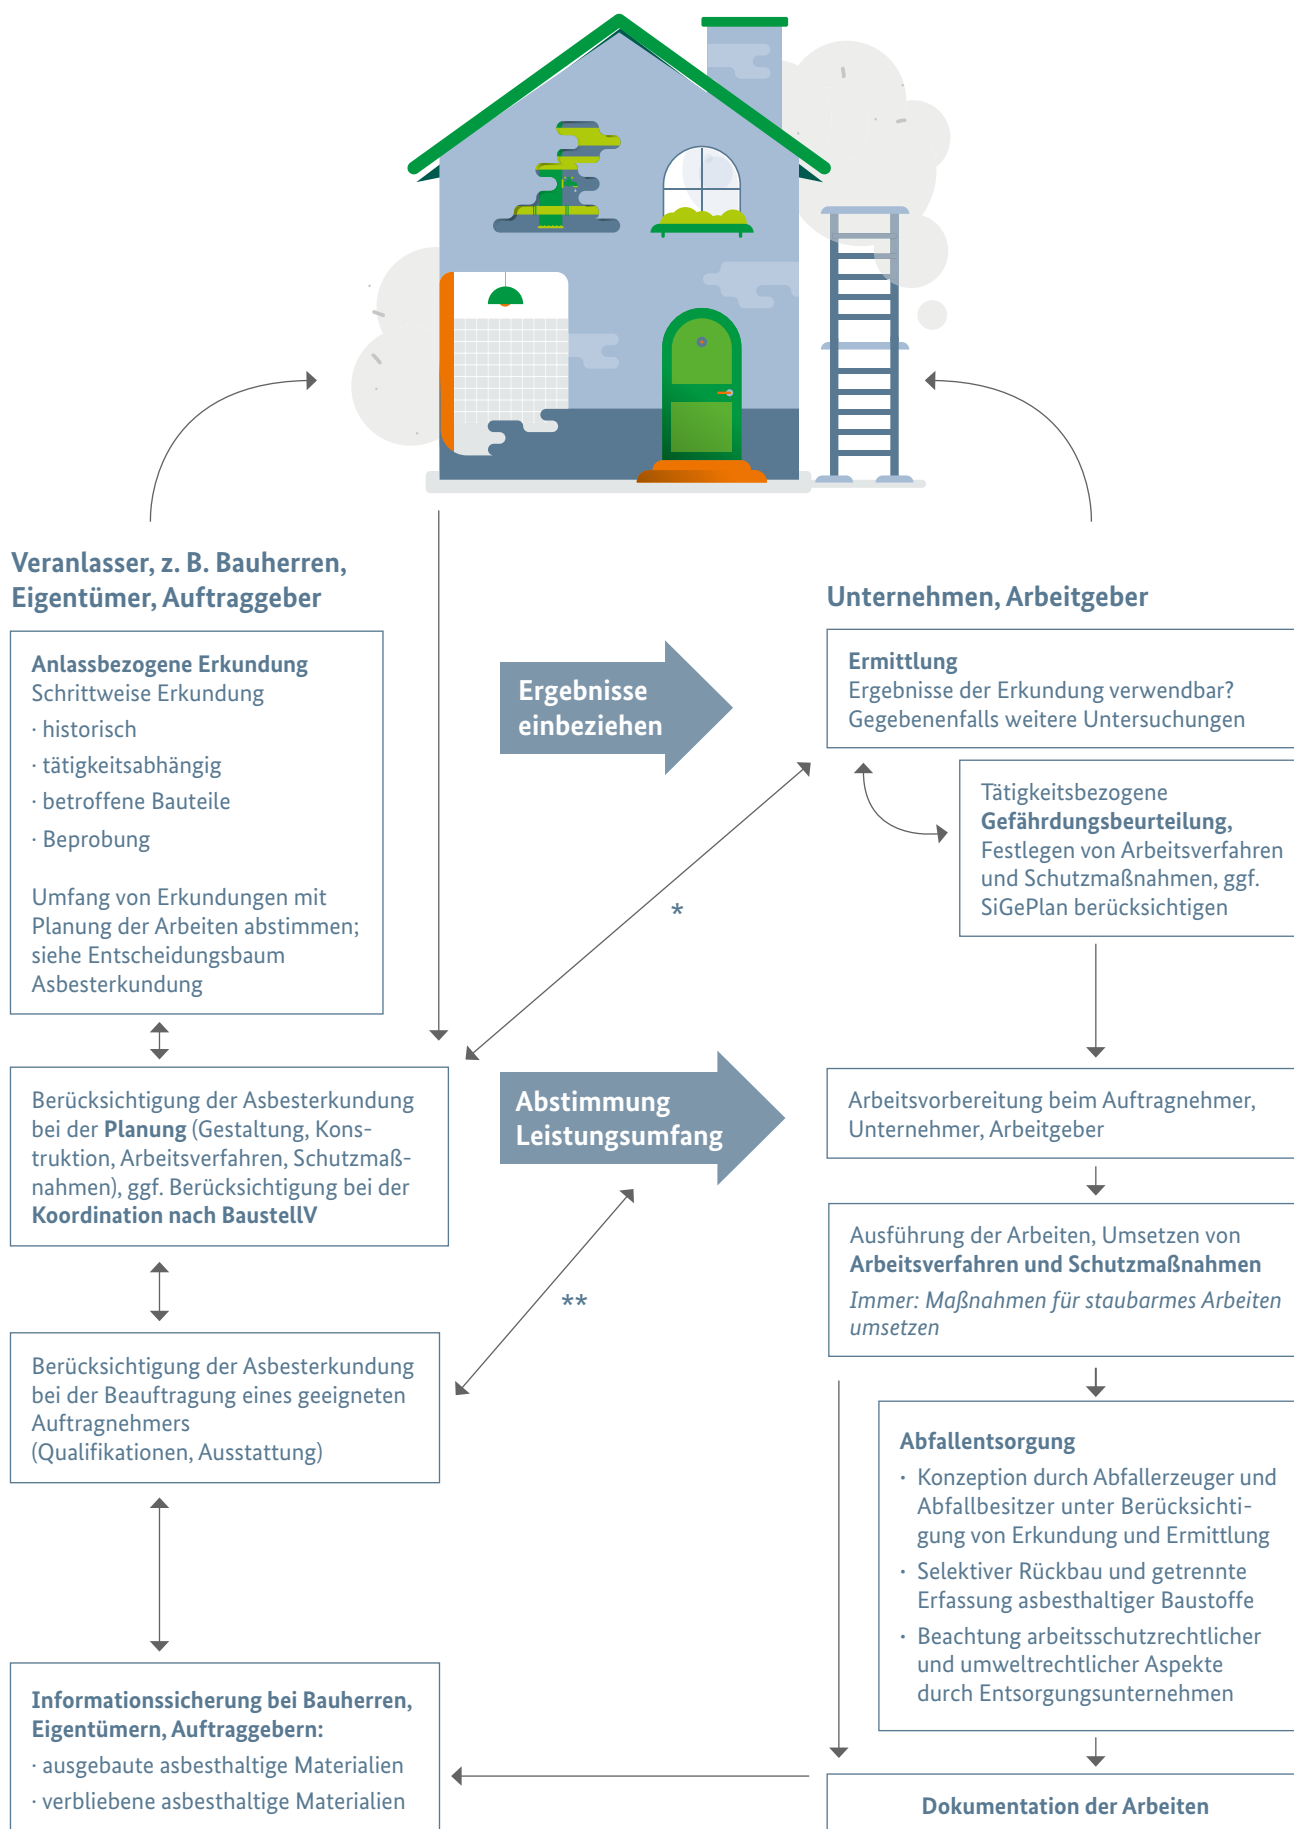 Veranlasser, z. B. Bauherren,
Eigentümer, Auftraggeber
Anlassbezogene Erkundung
Schrittweise Erkundung
· historisch
· tätigkeitsabhängig
· betroffene Bauteile
· Beprobung
Umfang von Erkundungen mit
Planung der Arbeiten abstimmen;
siehe Entscheidungsbaum
Asbesterkundung
Ergebnisse
einbeziehen
Unternehmen, Arbeitgeber
Ermittlung
Ergebnisse der Erkundung verwendbar?
Gegebenenfalls weitere Untersuchungen
Tätigkeitsbezogene
Gefährdungsbeurteilung,
Festlegen von Arbeitsverfahren
und Schutzmaßnahmen, ggf.
SiGePlan berücksichtigen
*
Berücksichtigung der Asbesterkundung
bei der Planung (Gestaltung, Kons-
truktion, Arbeitsverfahren, Schutzmaß-
nahmen), ggf. Berücksichtigung bei der
Koordination nach BaustellV
Abstimmung
Leistungsumfang
Arbeitsvorbereitung beim Auftragnehmer,
Unternehmer, Arbeitgeber
Ausführung der Arbeiten, Umsetzen von
Arbeitsverfahren und Schutzmaßnahmen
Immer: Maßnahmen für staubarmes Arbeiten
umsetzen
**
Berücksichtigung der Asbesterkundung
bei der Beauftragung eines geeigneten
Auftragnehmers
(Qualifikationen, Ausstattung)
Abfallentsorgung
· Konzeption durch Abfallerzeuger und
Abfallbesitzer unter Berücksichti-
gung von Erkundung und Ermittlung
· Selektiver Rückbau und getrennte
Erfassung asbesthaltiger Baustoffe
· Beachtung arbeitsschutzrechtlicher
und umweltrechtlicher Aspekte
durch Entsorgungsunternehmen
Informationssicherung bei Bauherren,
Eigentümern, Auftraggebern:
· ausgebaute asbesthaltige Materialien
· verbliebene asbesthaltige Materialien
Dokumentation der Arbeiten